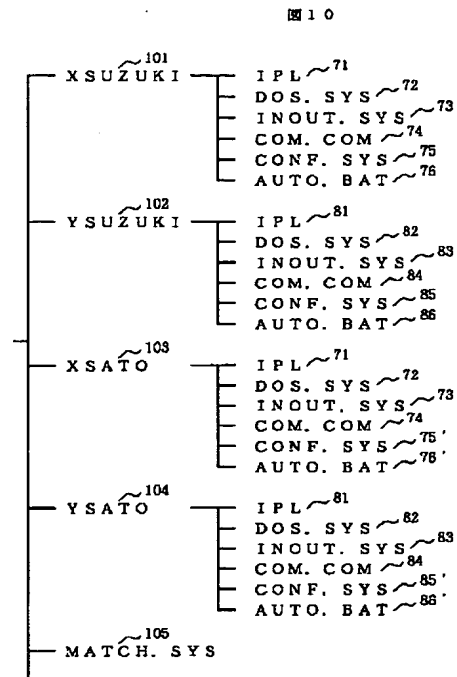 図10
101
XSUZUKI IPL 71
DOS. SYS 72
INOUT. SYS 73
COM. COM 74
CONF. SYS 75
AUTO. BAT 76
102
YSUZUKI IPL 81
DOS. SYS 82
INOUT. SYS 83
COM. COM 84
CONF. SYS 85
AUTO. BAT 86
103
XSATO IPL 71
DOS. SYS 72
INOUT. SYS 73
COM. COM 74
CONF. SYS 75'
AUTO. BAT 76'
104
YSATO IPL 81
DOS. SYS 82
INOUT. SYS 83
COM. COM 84
CONF. SYS 85'
AUTO. BAT 86'
105
MATCH. SYS